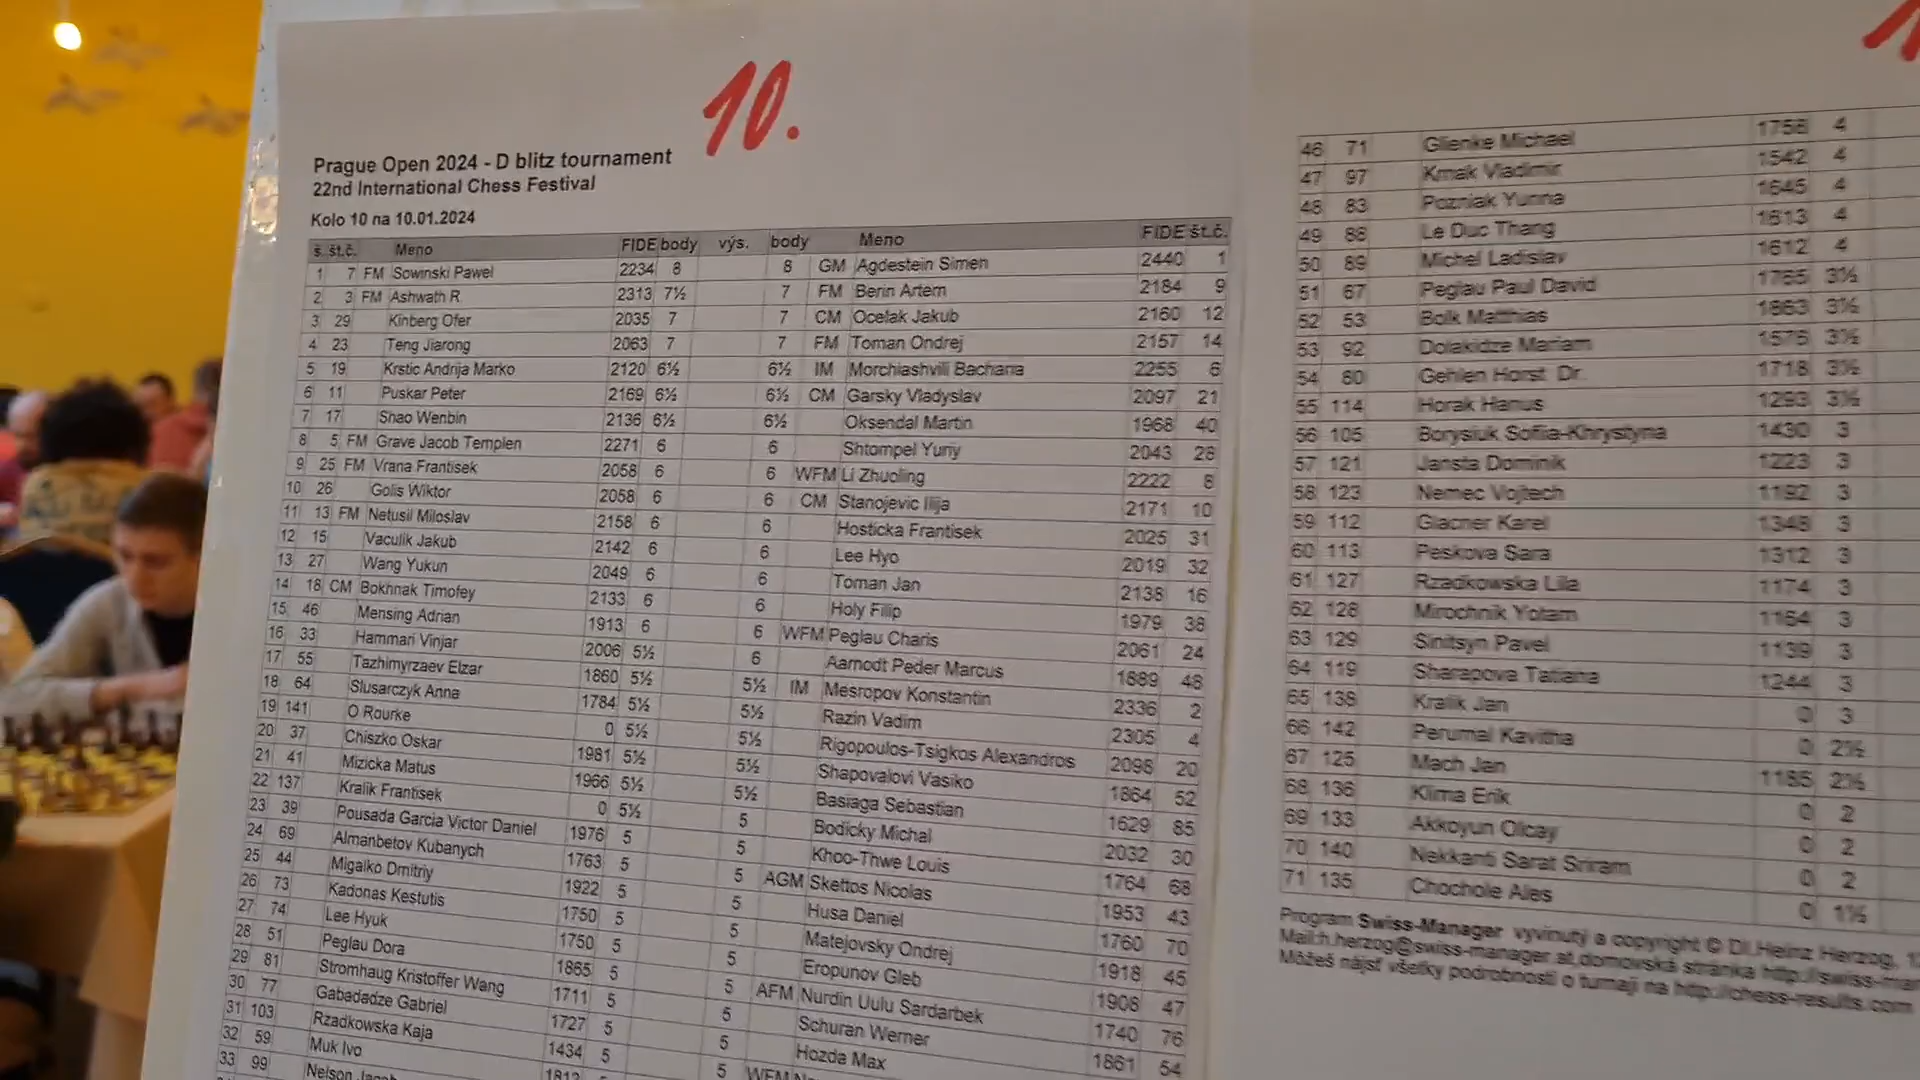 10.
Prague Open 2024 - D blitz tournament
22nd International Chess Festival
Kolo 10 na 10.01.2024
š. št.č. Meno FIDE body výs. body Meno FIDE št.č.
1 7 FM Sowinski Pawel 2234 8 8 GM Agdestein Simen 2440 1
2 3 FM Ashwath R. 2313 7½ 7 FM Berin Artem 2184 9
3 29 Kinberg Ofer 2035 7 7 CM Ocelak Jakub 2160 12
4 23 Teng Jiarong 2063 7 7 FM Toman Ondrej 2157 14
5 19 Krstic Andrija Marko 2120 6½ 6½ IM Morchiashvili Bachana 2255 6
6 11 Puskar Peter 2169 6½ 6½ CM Garsky Vladyslav 2097 21
7 17 Shao Wenbin 2136 6½ 6½ Oksendal Martin 1968 40
8 5 FM Grave Jacob Templen 2271 6 6 Shtompel Yuriy 2043 28
9 25 FM Vrana Frantisek 2058 6 6 WFM Li Zhuoling 2222 8
10 26 Golis Wiktor 2058 6 6 CM Stanojevic Ilija 2171 10
11 13 FM Netusil Miloslav 2158 6 6 Hosticka Frantisek 2025 31
12 15 Vaculik Jakub 2142 6 6 Lee Hyo 2019 32
13 27 Wang Yukun 2049 6 6 Toman Jan 2138 16
14 18 CM Bokhnak Timofey 2133 6 6 Holy Filip 1979 38
15 46 Mensing Adrian 1913 6 6 WFM Peglau Charis 2061 24
16 33 Hammari Vinjar 2006 5½ 6 Aamodt Peder Marcus 1889 48
17 55 Tazhimyrzaev Elzar 1860 5½ 5½ IM Mesropov Konstantin 2336 2
18 64 Slusarczyk Anna 1784 5½ 5½ Razin Vadim 2305 4
19 141 O Rourke 0 5½ 5½ Rigopoulos-Tsigkos Alexandros 2096 20
20 37 Chiszko Oskar 1981 5½ 5½ Shapovalovi Vasiko 1864 52
21 41 Mizicka Matus 1966 5½ 5½ Basiaga Sebastian 1629 85
22 137 Kralik Frantisek 0 5½ 5 Bodicky Michal 2032 30
23 39 Pousada Garcia Victor Daniel 1976 5 5 Khoo-Thwe Louis 1764 68
24 69 Almanbetov Kubanych 1763 5 5 AGM Skettos Nicolas 1953 43
25 44 Migalko Dmitriy 1922 5 5 Husa Daniel 1760 70
26 73 Kadonas Kestutis 1750 5 5 Matejovsky Ondrej 1918 45
27 74 Lee Hyuk 1750 5 5 Eropunov Gleb 1906 47
28 51 Peglau Dora 1865 5 5 AFM Nurdin Uulu Sardarbek 1740 76
29 81 Stromhaug Kristoffer Wang 1711 5 5 Schuran Werner 1861 54
30 77 Gabadadze Gabriel 1727 5 5 Hozda Max
31 103 Rzadkowska Kaja 1434 5 5 WFM
32 59 Muk Ivo 1812
33 99 Nelson
46 71 Glienke Michael 1758 4
47 97 Kmak Vladimir 1542 4
48 83 Pozniak Yunna 1645 4
49 88 Le Duc Thang 1613 4
50 89 Michel Ladislav 1612 4
51 67 Peglau Paul David 1765 3½
52 53 Bolk Matthias 1863 3½
53 92 Dolakidze Mariam 1575 3½
54 80 Gehlen Horst Dr. 1718 3½
55 114 Horak Hanus 1293 3½
56 105 Borysiuk Sofiia-Khrystyna 1430 3
57 121 Jansta Dominik 1223 3
58 123 Nemec Vojtech 1192 3
59 112 Glacner Karel 1348 3
60 113 Peskova Sara 1312 3
61 127 Rzadkowska Lila 1174 3
62 128 Mirochnik Yotam 1164 3
63 129 Sinitsyn Pavel 1139 3
64 119 Sharapova Tatiana 1244 3
65 138 Kralik Jan 0 3
66 142 Perumal Kavitha 0 2½
67 125 Mach Jan 1185 2½
68 136 Klima Erik 0 2
69 133 Akkoyun Olcay 0 2
70 140 Nekkanti Sarat Sriram 0 2
71 135 Chochole Ales 0 1½
Program Swiss-Manager vyvinutý a copyright © DI.Heinz Herzog,
Mail:h.herzog@swiss-manager.at,domovská stránka http://swiss-
Môžeš nájsť všetky podrobnosti o turnaji na http://chess-results.com